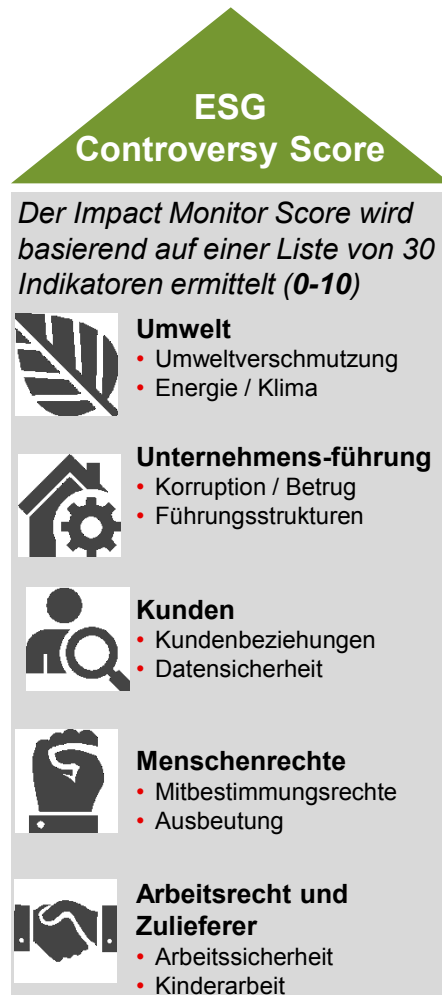 ESG
Controversy Score
Der Impact Monitor Score wird
basierend auf einer Liste von 30
Indikatoren ermittelt (0-10)
Umwelt
• Umweltverschmutzung
• Energie / Klima
Unternehmens-führung
• Korruption / Betrug
• Führungsstrukturen
Kunden
• Kundenbeziehungen
• Datensicherheit
Menschenrechte
• Mitbestimmungsrechte
• Ausbeutung
Arbeitsrecht und
Zulieferer
• Arbeitssicherheit
• Kinderarbeit